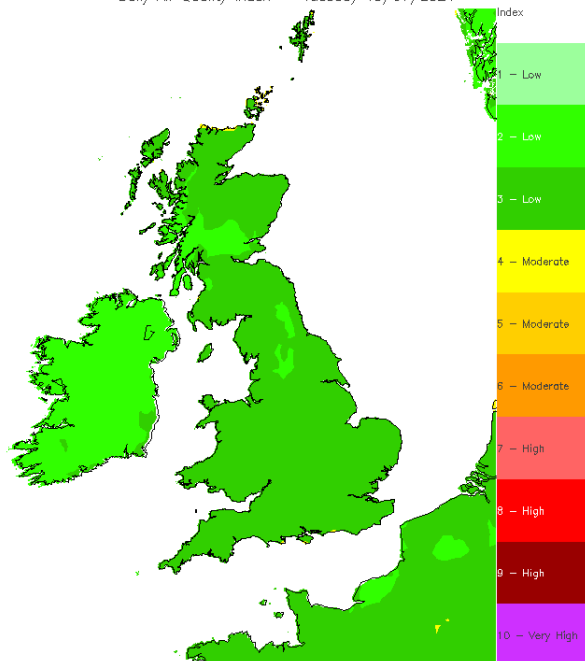 Index
1 - Low
2 - Low
3 - Low
4 - Moderate
5 - Moderate
6 - Moderate
7 - High
8 - High
9 - High
10 - Very High